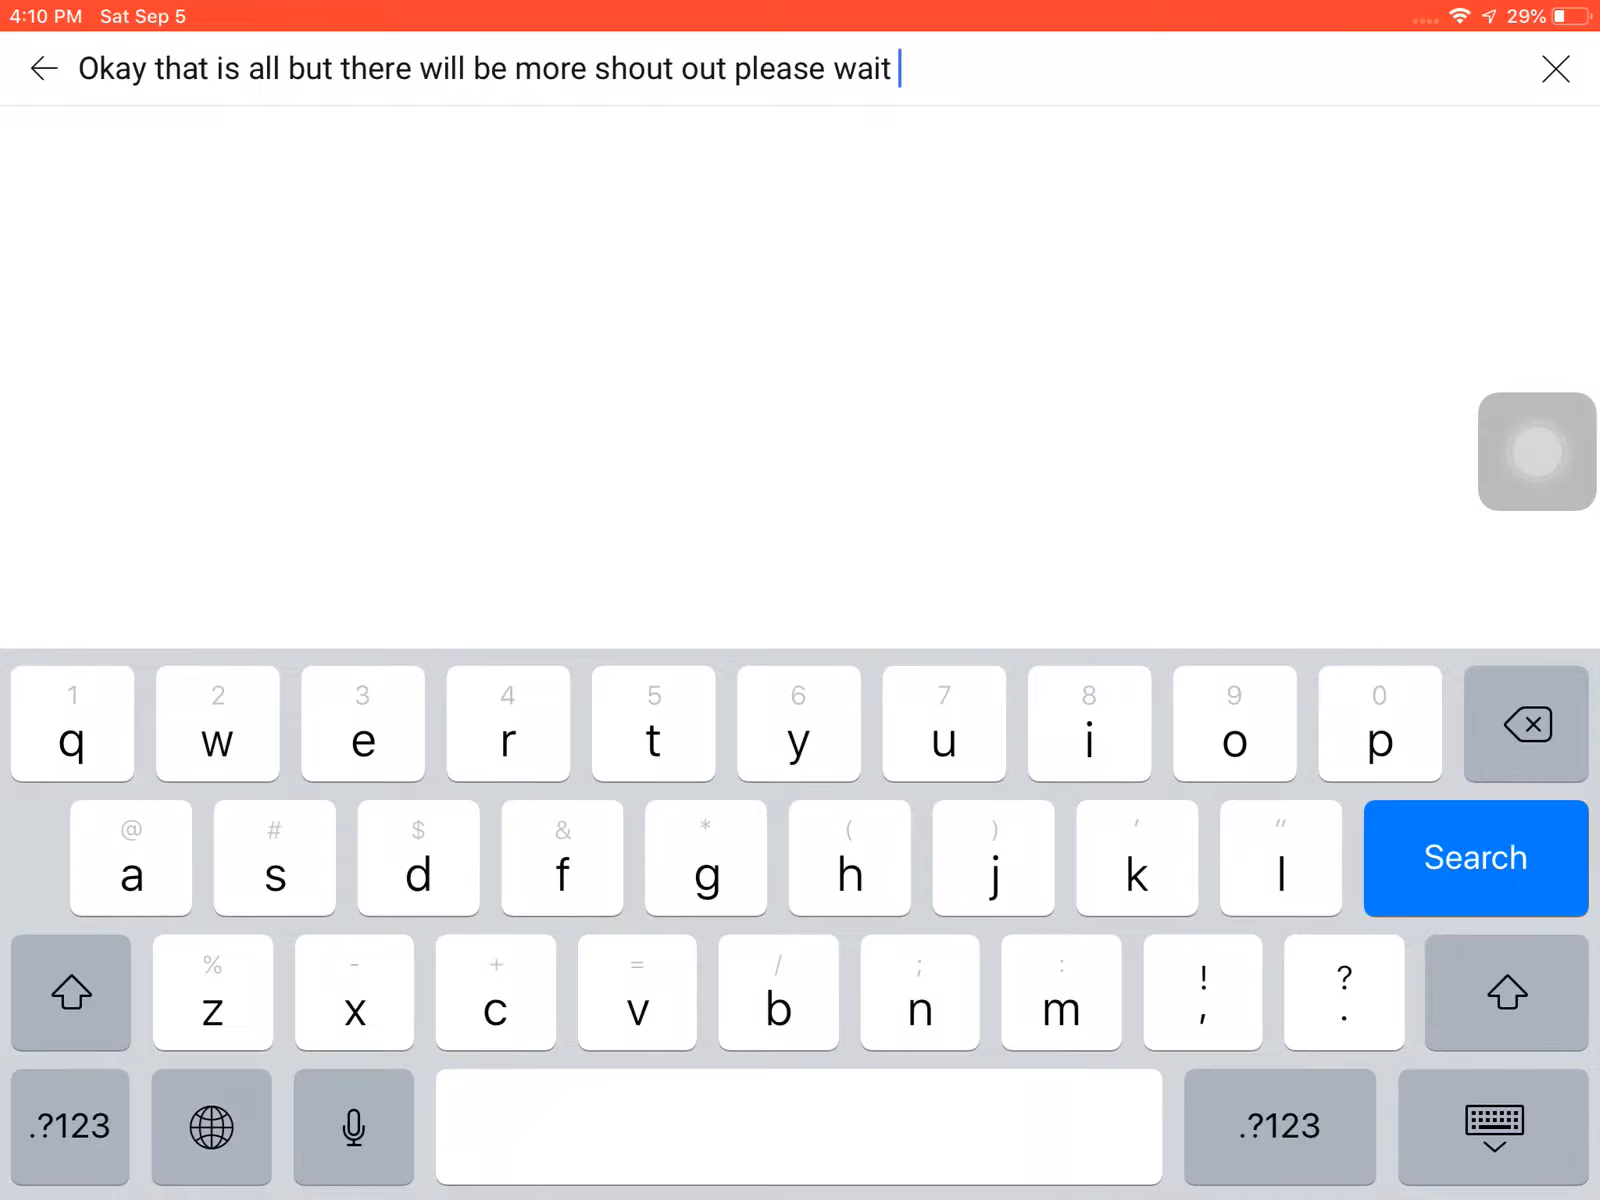 4:10 PM Sat Sep 5 29%
Okay that is all but there will be more shout out please wait
1 2 3 4 5 6 7 8 9 0
q w e r t y u i o p
@ # $ & * ( ) ' "
a s d f g h j k l Search
% - + = / ; : ! ?
z x c v b n m , .
.?123 .?123